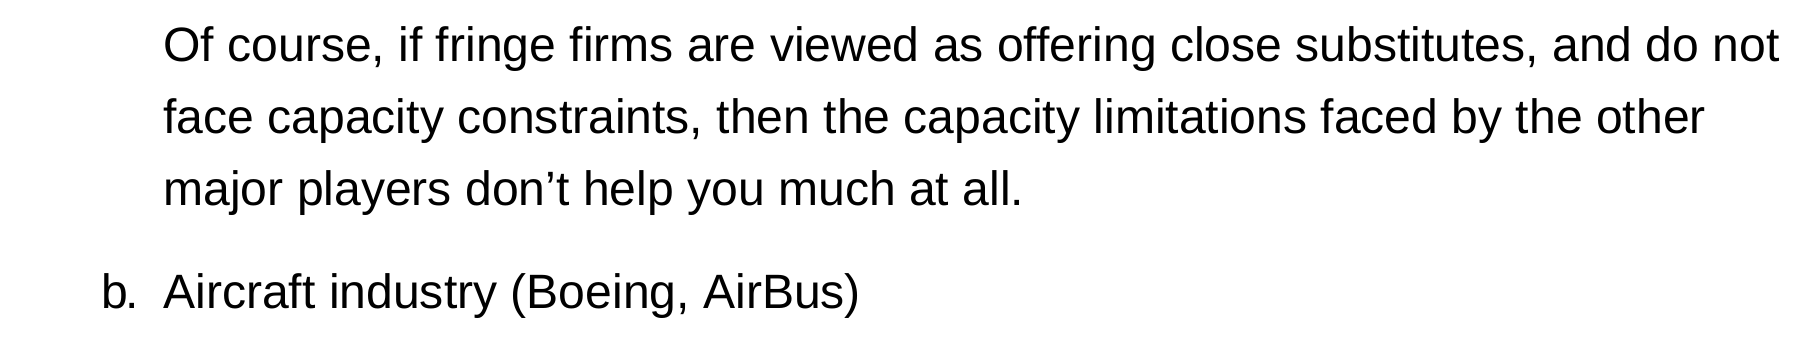 Of course, if fringe firms are viewed as offering close substitutes, and do not
face capacity constraints, then the capacity limitations faced by the other
major players don’t help you much at all.
b. Aircraft industry (Boeing, AirBus)